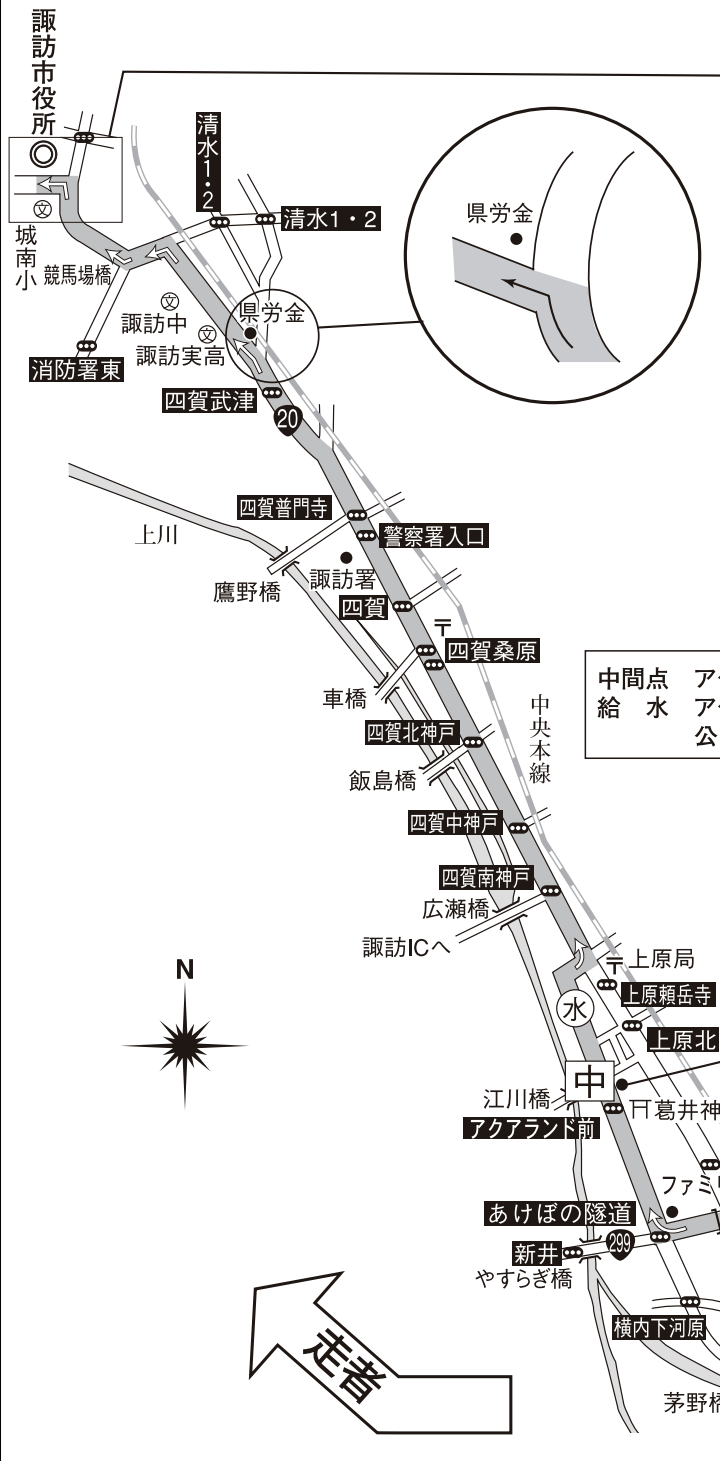 諏訪市役所
清水1・2
清水1・2
文
城南小
競馬場橋
文
諏訪中
県労金
文
諏訪実高
消防署東
県労金
四賀武津
20
四賀普門寺
上川
警察署入口
鷹野橋
諏訪署
四賀
〒
四賀桑原
車橋
中央本線
四賀北神戸
飯島橋
四賀中神戸
四賀南神戸
広瀬橋
諏訪ICへ
中間点 ア
給 水 ア
公
N
〒上原局
上原頼岳寺
水
上原北
中
江川橋
葛井神
アクアランド前
ファミリ
あけぼの隧道
299
新井
やすらぎ橋
横内下河原
走者
茅野橋